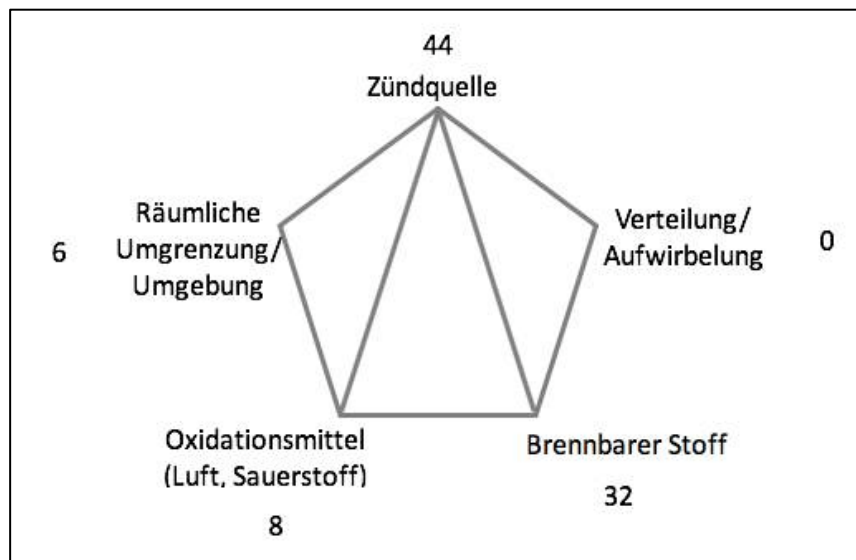 44
Zündquelle
Räumliche
Umgrenzung/
Umgebung
6
Verteilung/
Aufwirbelung
0
Oxidationsmittel
(Luft, Sauerstoff)
8
Brennbarer Stoff
32